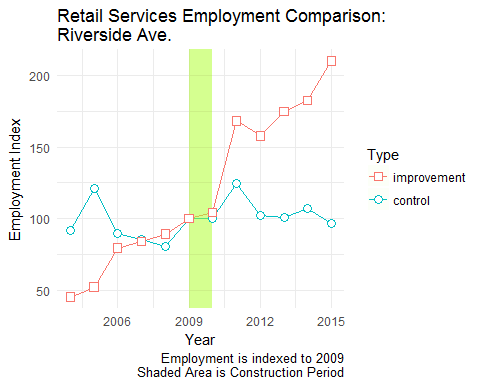 Retail Services Employment Comparison:
Riverside Ave.
Employment Index
200
150
100
50
2006
2009
2012
2015
Year
Type
improvement
control
Employment is indexed to 2009
Shaded Area is Construction Period